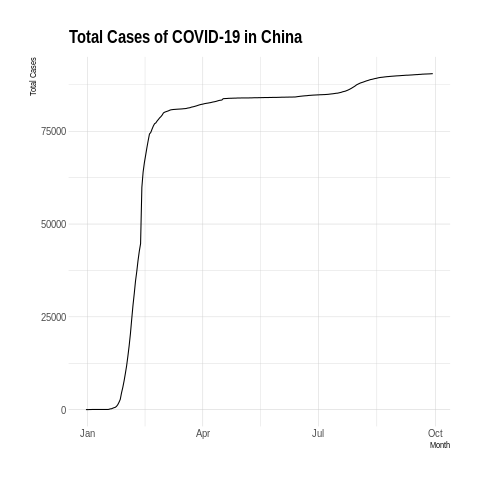 Total Cases of COVID-19 in China
Total Cases
75000
50000
25000
0
Jan Apr Jul Oct
Month